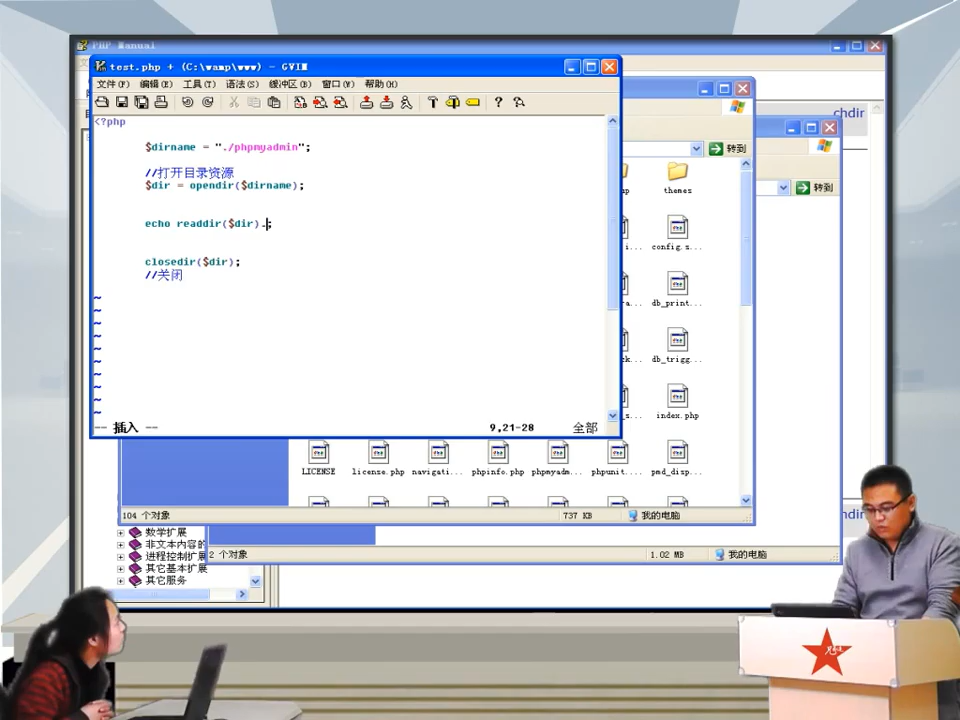 PHP Manual
test.php + (C:\wamp\www) - GVIM
文件(F) 编辑(E) 工具(T) 语法(S) 缓冲区(B) 窗口(W) 帮助(H)
<?php
$dirname = "./phpmyadmin";
//打开目录资源
$dir = opendir($dirname);
echo readdir($dir).;
closedir($dir);
//关闭
~
~
~
~
~
~
~
~
~
~
-- 插入 --
9,21-28
全部
chdir
转到
转到
themes
config.s...
db_print...
db_trigg...
index.php
LICENSE
license.php
navigati...
phpinfo.php
phpmyadm...
phpunit...
pmd_disp...
104 个对象
737 KB
我的电脑
数学扩展
非文本内容的
进程控制扩展
其它基本扩展
其它服务
2 个对象
1.02 MB
我的电脑